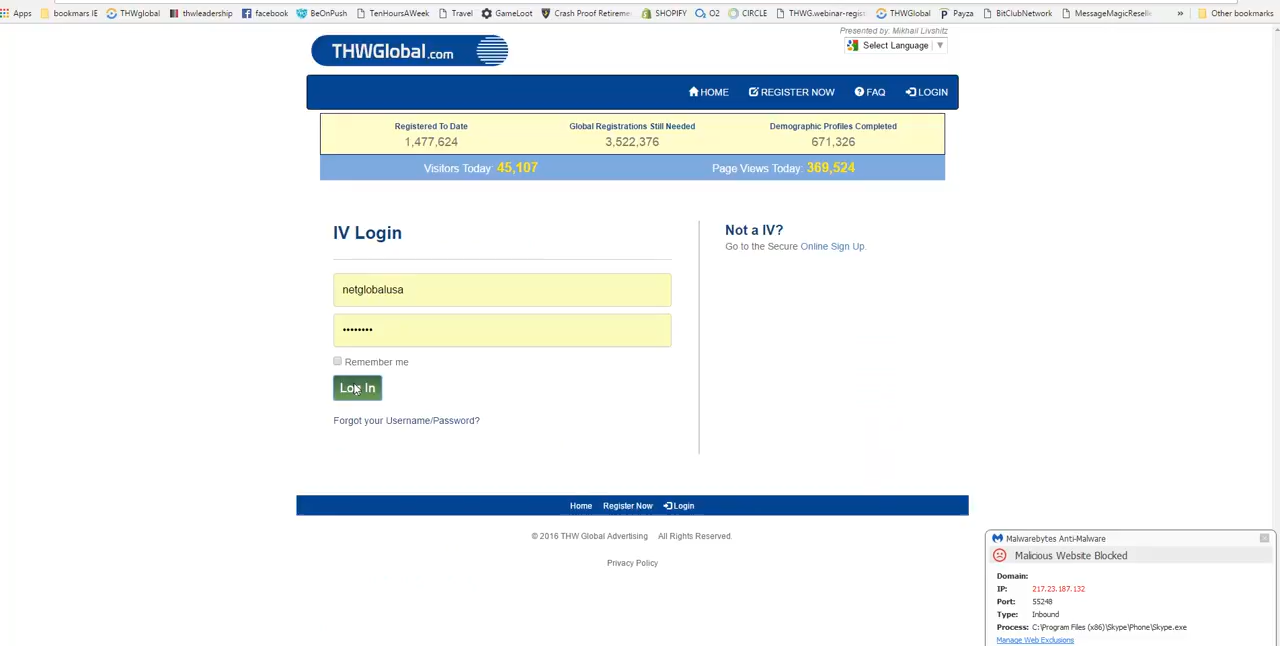 Apps bookmars IE THWglobal thwleadership facebook BeOnPush TenHoursAWeek Travel GameLoot Crash Proof Retireme SHOPIFY O2 CIRCLE THWG.webinar-regis THWGlobal Payza BitClubNetwork MessageMagicReselle » Other bookmarks
Presented by: Mikhail Livshitz
THWGlobal.com
Select Language ▼
HOME REGISTER NOW FAQ LOGIN
Registered To Date Global Registrations Still Needed Demographic Profiles Completed
1,477,624 3,522,376 671,326
Visitors Today: 45,107 Page Views Today: 369,524
IV Login
Not a IV?
Go to the Secure Online Sign Up.
netglobalusa
••••••••
Remember me
Log In
Forgot your Username/Password?
Home Register Now Login
© 2016 THW Global Advertising All Rights Reserved.
Privacy Policy
Malwarebytes Anti-Malware
Malicious Website Blocked
Domain:
IP: 217.23.187.132
Port: 55248
Type: Inbound
Process: C:\Program Files (x86)\Skype\Phone\Skype.exe
Manage Web Exclusions